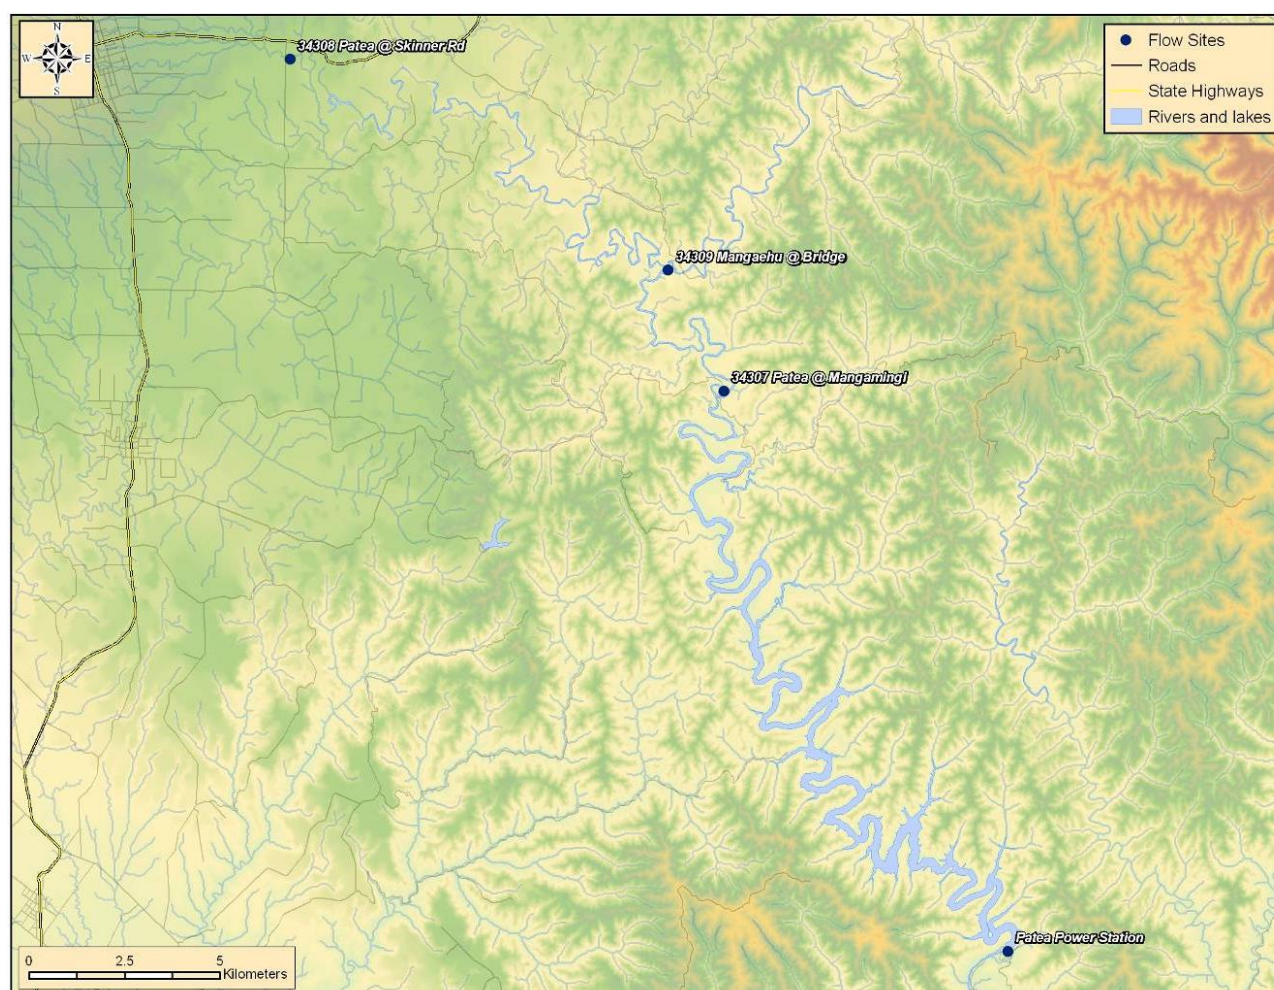 N
W E
S
34308 Patea @ Skinner Rd
Flow Sites
Roads
State Highways
Rivers and lakes
34309 Mangaehu @ Bridge
34307 Patea @ Mangamingi
Patea Power Station
0 2.5 5
Kilometers